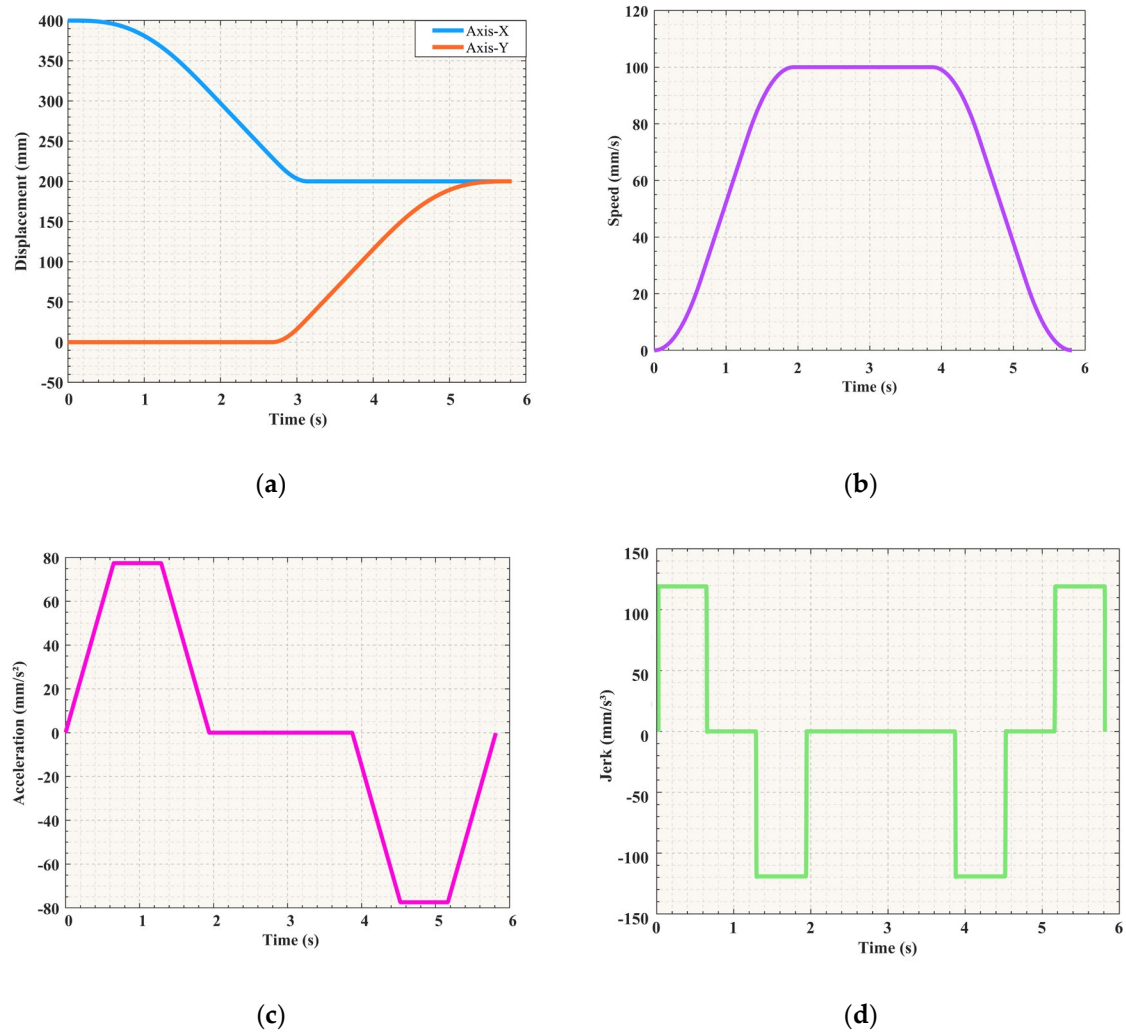 400
350
300
250
200
150
100
50
0
-50
Displacement (mm)
Axis-X
Axis-Y
0 1 2 3 4 5 6
Time (s)
(a)
120
100
80
60
40
20
0
Speed (mm/s)
0 1 2 3 4 5 6
Time (s)
(b)
80
60
40
20
0
-20
-40
-60
-80
Acceleration (mm/s²)
0 1 2 3 4 5 6
Time (s)
(c)
150
100
50
0
-50
-100
-150
Jerk (mm/s³)
0 1 2 3 4 5 6
Time (s)
(d)